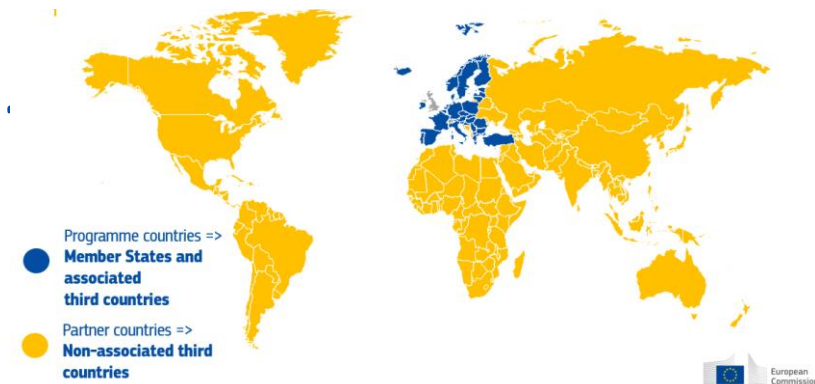 Programme countries =>
Member States and
associated
third countries
Partner countries =>
Non-associated third
countries
European
Commission